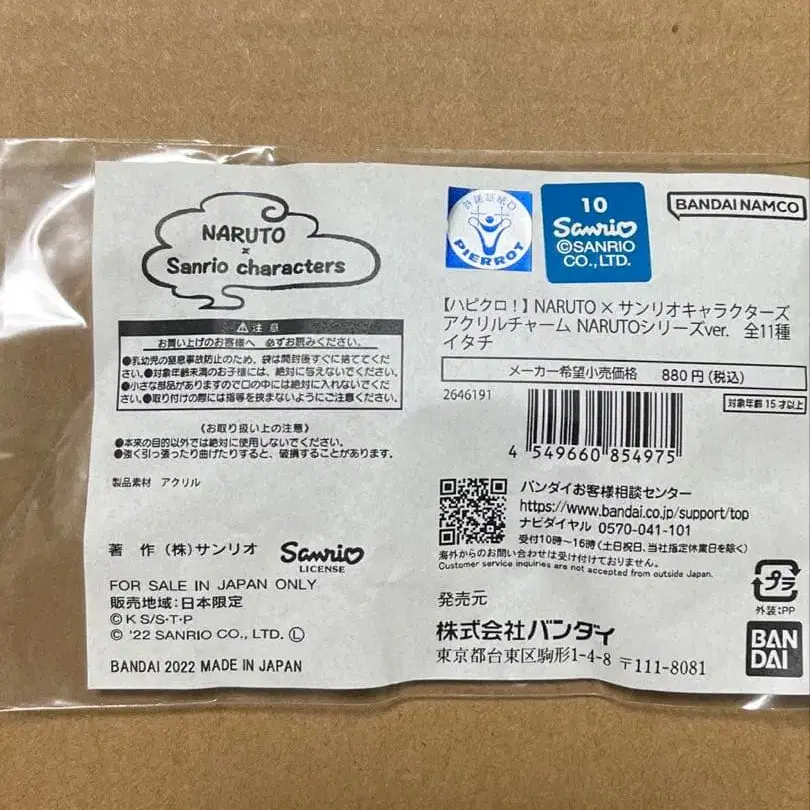 NARUTO
×
Sanrio characters
⚠注意
お買い上げのお客様へ 必ずお読みください。
●乳幼児の窒息事故防止のため、袋は開封後すぐに捨ててくだ
さい。●対象年齢未満のお子様には、絶対に与えないでください。
●小さな部品がありますので口の中には絶対に入れないでくだ
さい。●取り付けの際には指等を挟まないようにご注意ください。
《お取り扱い上の注意》
●本来の目的以外では絶対に使用しないでください。
●強く引っ張ったり曲げたりすると、破損することがあります。
製品素材 アクリル
著 作 (株)サンリオ
Sanrio
LICENSE
FOR SALE IN JAPAN ONLY
販売地域:日本限定
©K S/S・T・P
© '22 SANRIO CO., LTD. Ⓛ
BANDAI 2022 MADE IN JAPAN
許諾証紙D
PIERROT
10
Sanrio
©SANRIO
CO.,LTD.
BANDAI NAMCO
【ハピクロ!】NARUTO × サンリオキャラクターズ
アクリルチャーム NARUTOシリーズver. 全11種
イタチ
メーカー希望小売価格 880円(税込)
2646191
対象年齢 15才以上
4 549660 854975
バンダイお客様相談センター
https://www.bandai.co.jp/support/top
ナビダイヤル 0570-041-101
受付10時~16時(土日祝日、当社指定休業日を除く)
海外からのお問い合わせは受け付けておりません。
Customer service inquiries are not accepted from outside Japan.
発売元
株式会社バンダイ
東京都台東区駒形1-4-8 〒111-8081
プラ
外装:PP
BAN
DAI